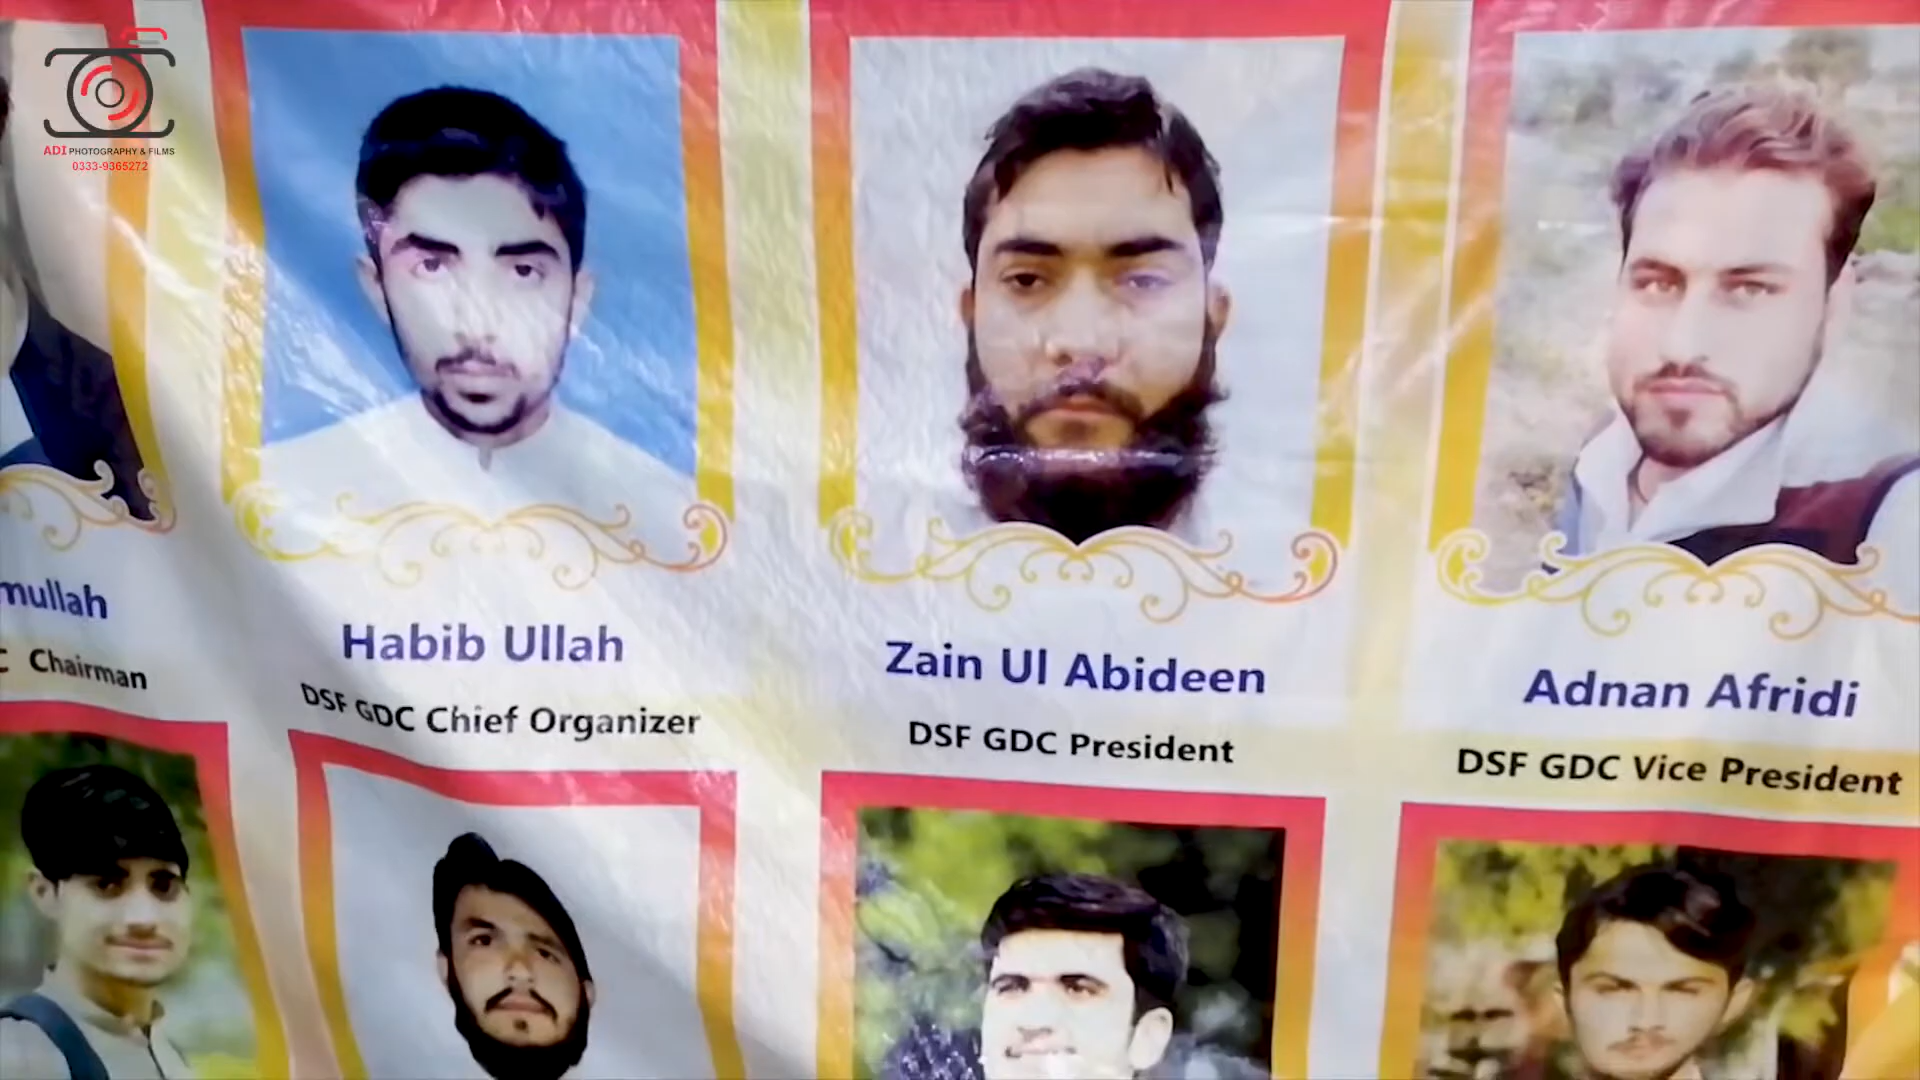 ADI PHOTOGRAPHY & FILMS
0333-9365272
mullah
Chairman
Habib Ullah
DSF GDC Chief Organizer
Zain Ul Abideen
DSF GDC President
Adnan Afridi
DSF GDC Vice President